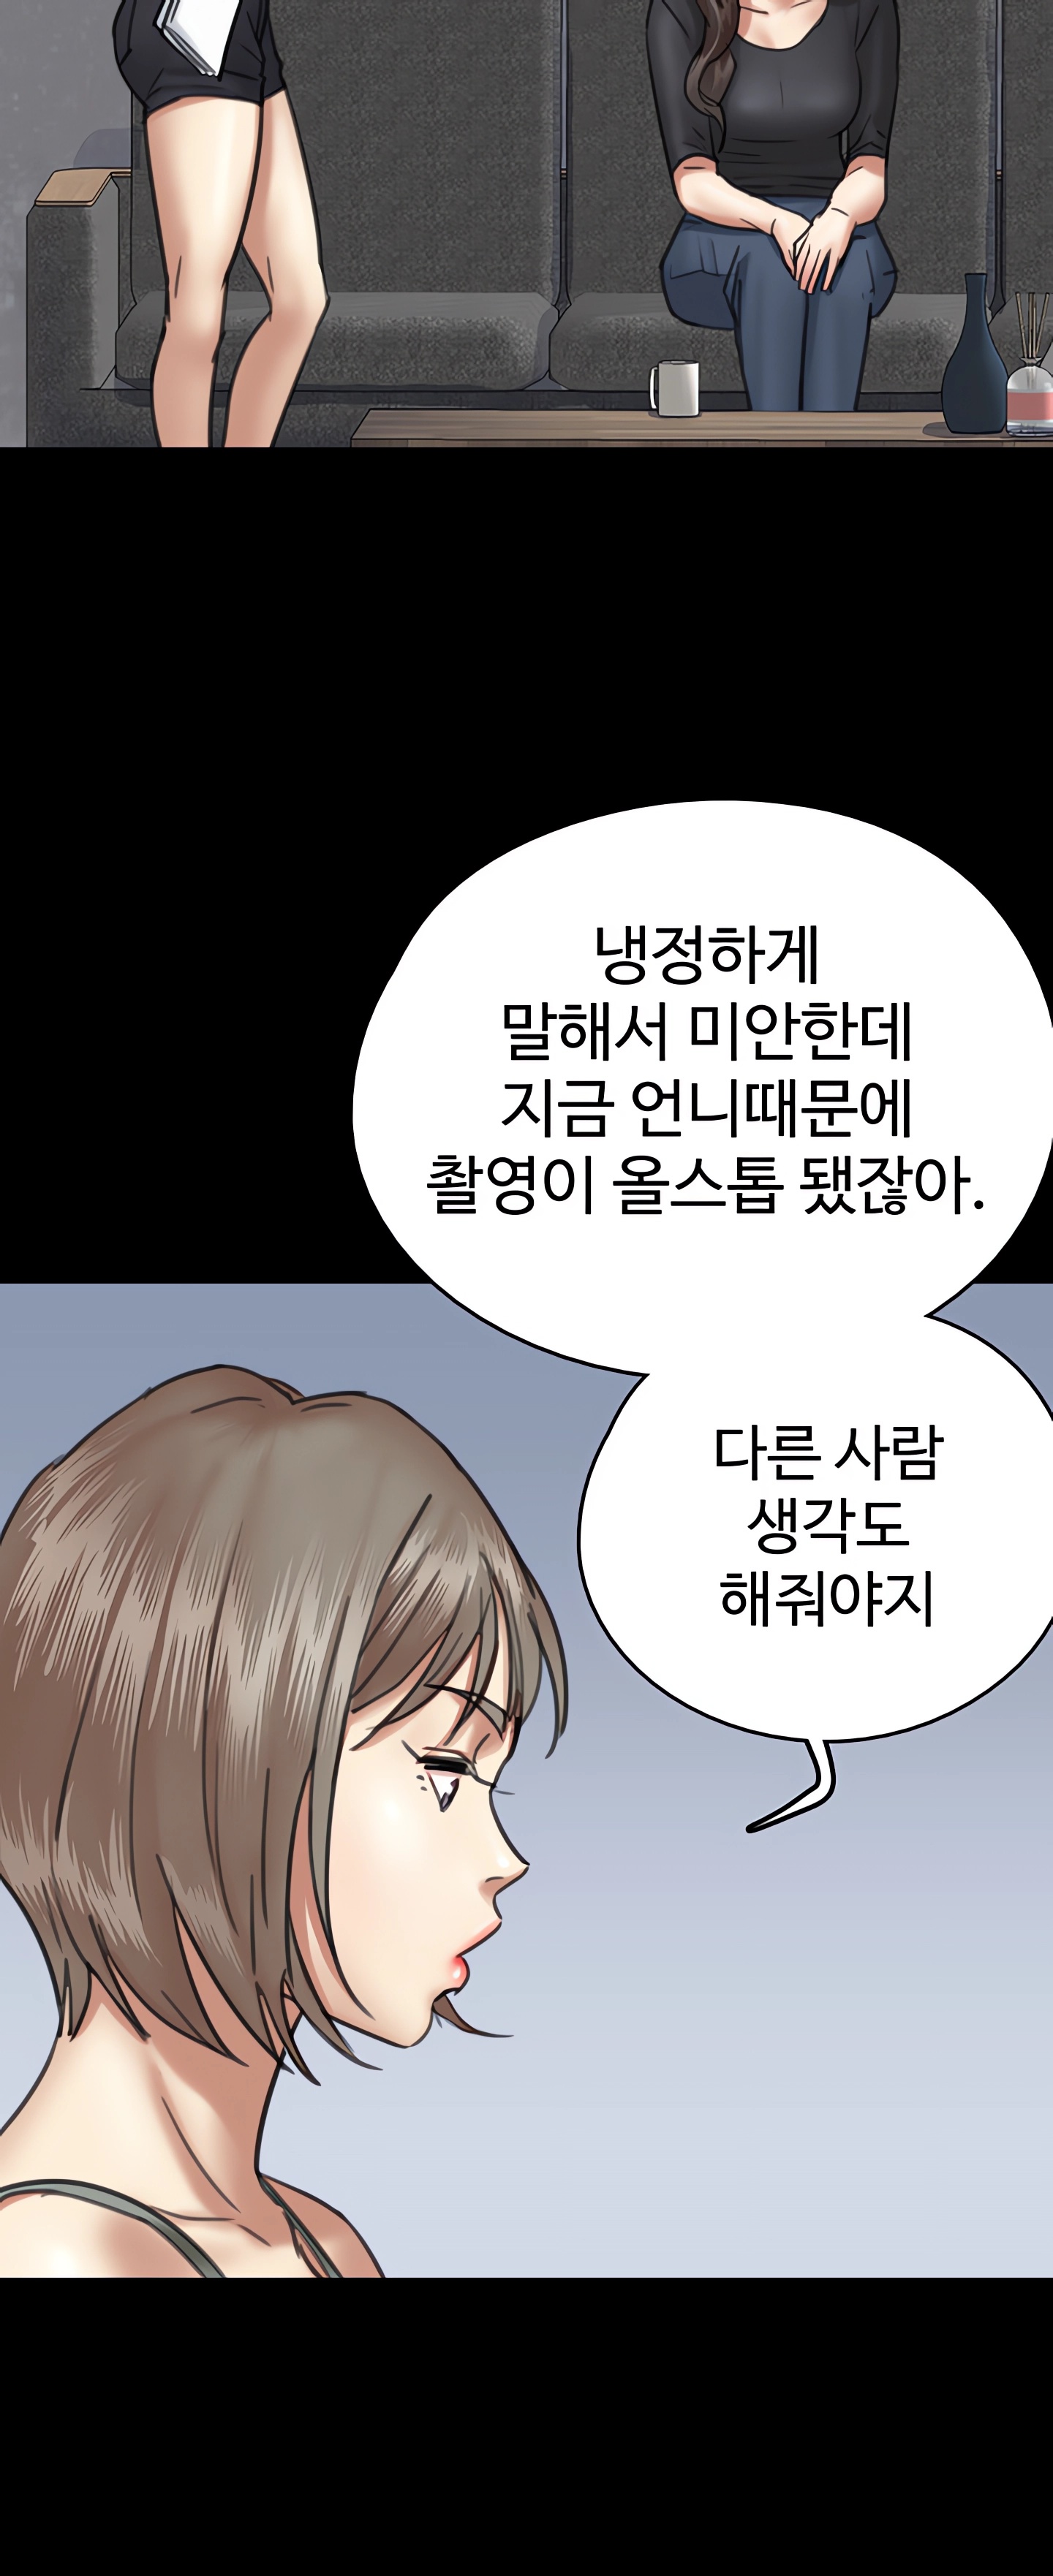 냉정하게
말해서 미안한데
지금 언니때문에
촬영이 올스톱 됐잖아.
다른 사람
생각도
해줘야지